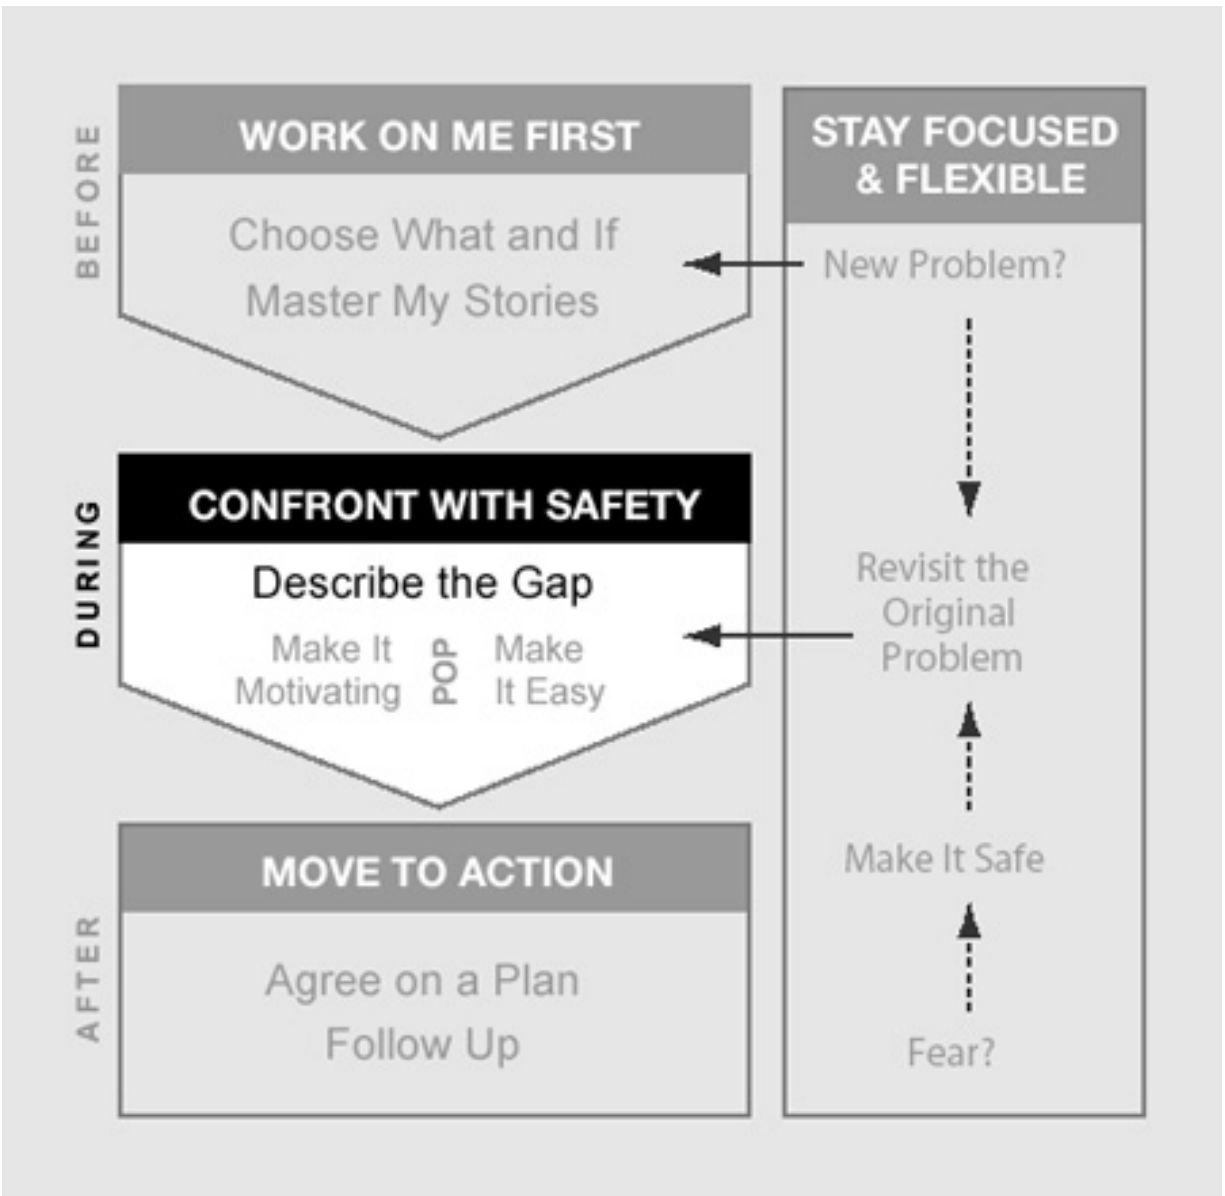 BEFORE
WORK ON ME FIRST
Choose What and If
Master My Stories
DURING
CONFRONT WITH SAFETY
Describe the Gap
Make It
Motivating
POP
Make
It Easy
AFTER
MOVE TO ACTION
Agree on a Plan
Follow Up
STAY FOCUSED
& FLEXIBLE
New Problem?
Revisit the
Original
Problem
Make It Safe
Fear?